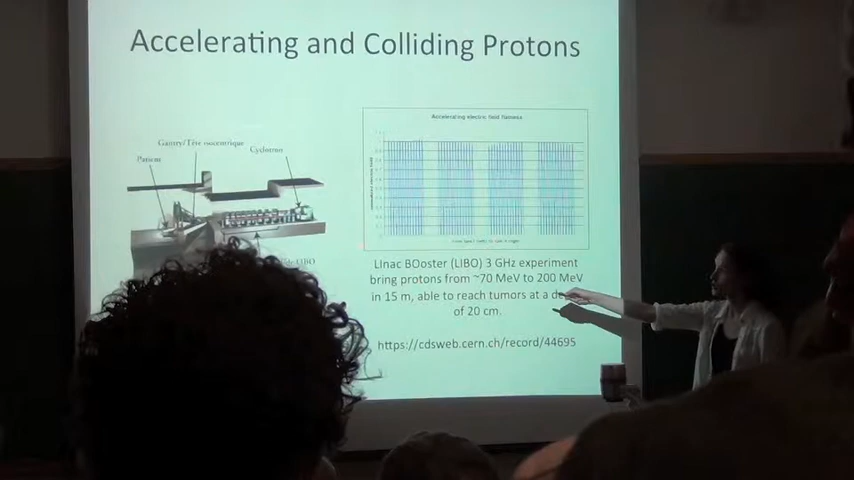 Accelerating and Colliding Protons
Accelerating electric field flatness
Gantry/Tête isocentrique
Cyclotron
Patient
LIBO
LInac BOoster (LIBO) 3 GHz experiment
bring protons from ~70 MeV to 200 MeV
in 15 m, able to reach tumors at a
of 20 cm.
https://cdsweb.cern.ch/record/44695